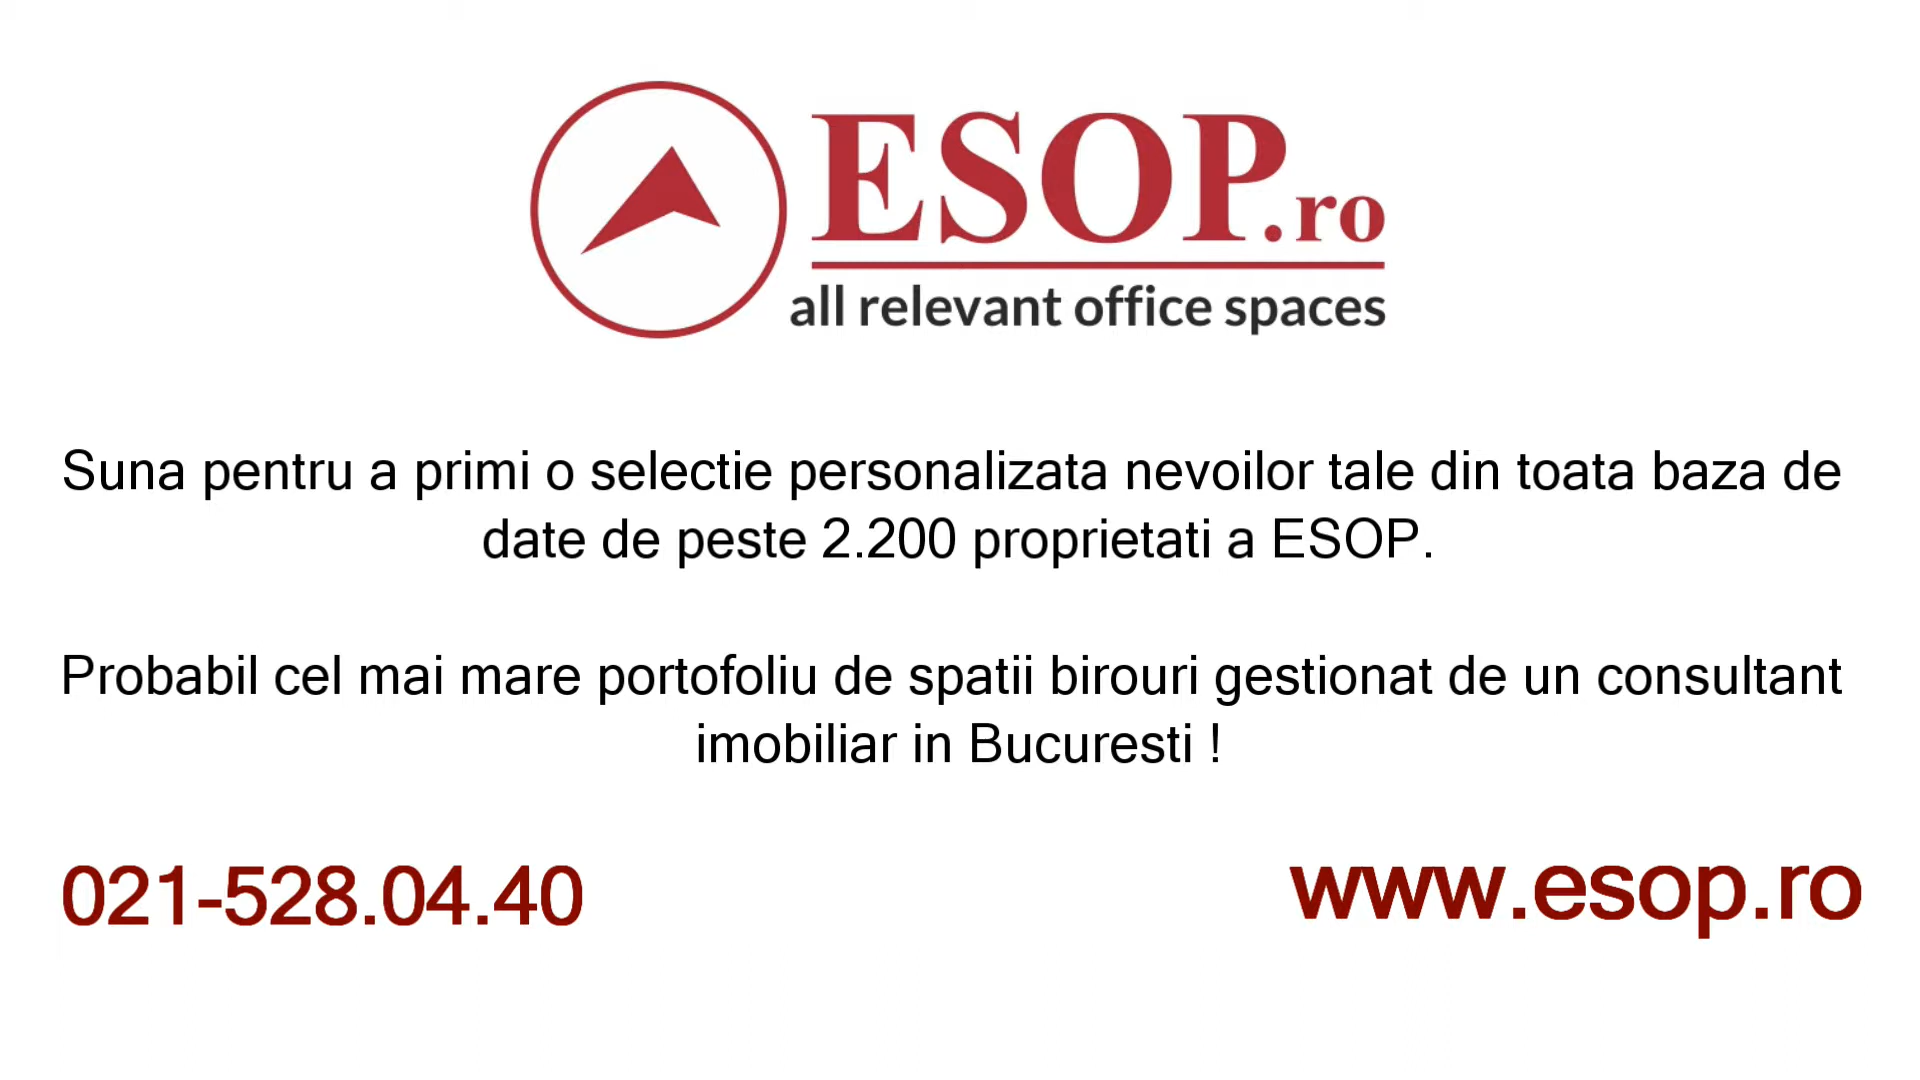 ESOP.ro
all relevant office spaces
Suna pentru a primi o selectie personalizata nevoilor tale din toata baza de
date de peste 2.200 proprietati a ESOP.
Probabil cel mai mare portofoliu de spatii birouri gestionat de un consultant
imobiliar in Bucuresti !
021-528.04.40
www.esop.ro